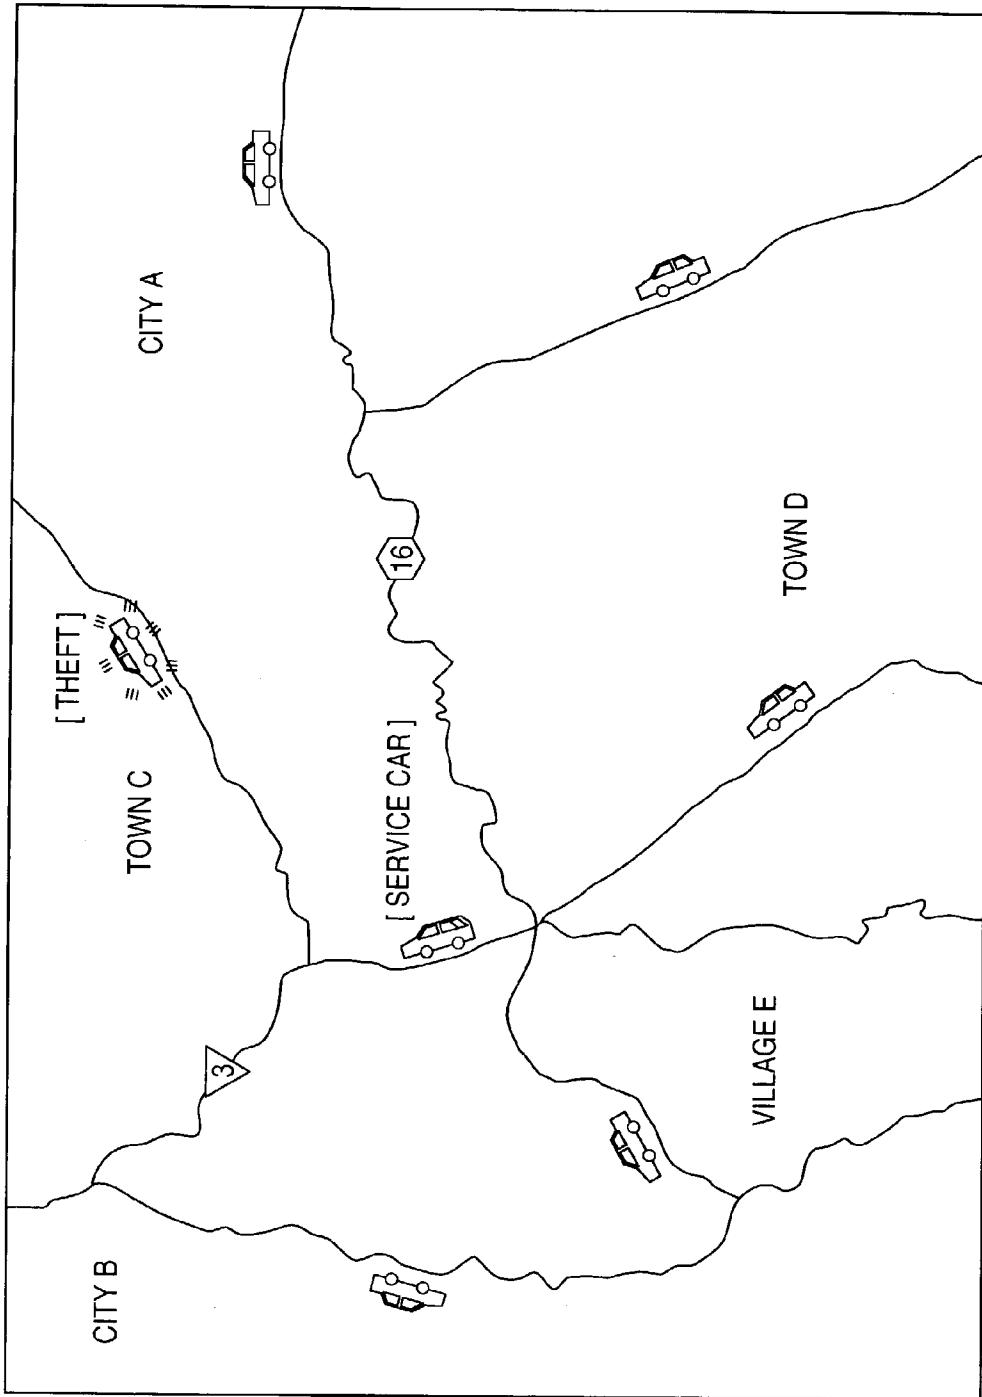 [ THEFT ]
CITY B
TOWN C
CITY A
3
[ SERVICE CAR ]
16
VILLAGE E
TOWN D